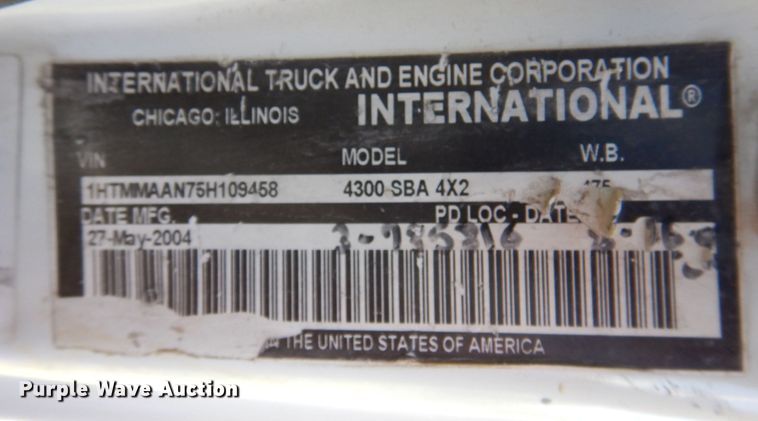 INTERNATIONAL TRUCK AND ENGINE CORPORATION
CHICAGO, ILLINOIS INTERNATIONAL®
VIN MODEL W.B.
1HTMMAAN75H109458 4300 SBA 4X2 175
DATE MFG. PD LOC - DATE
27-May-2004
THE UNITED STATES OF AMERICA
Purple Wave Auction